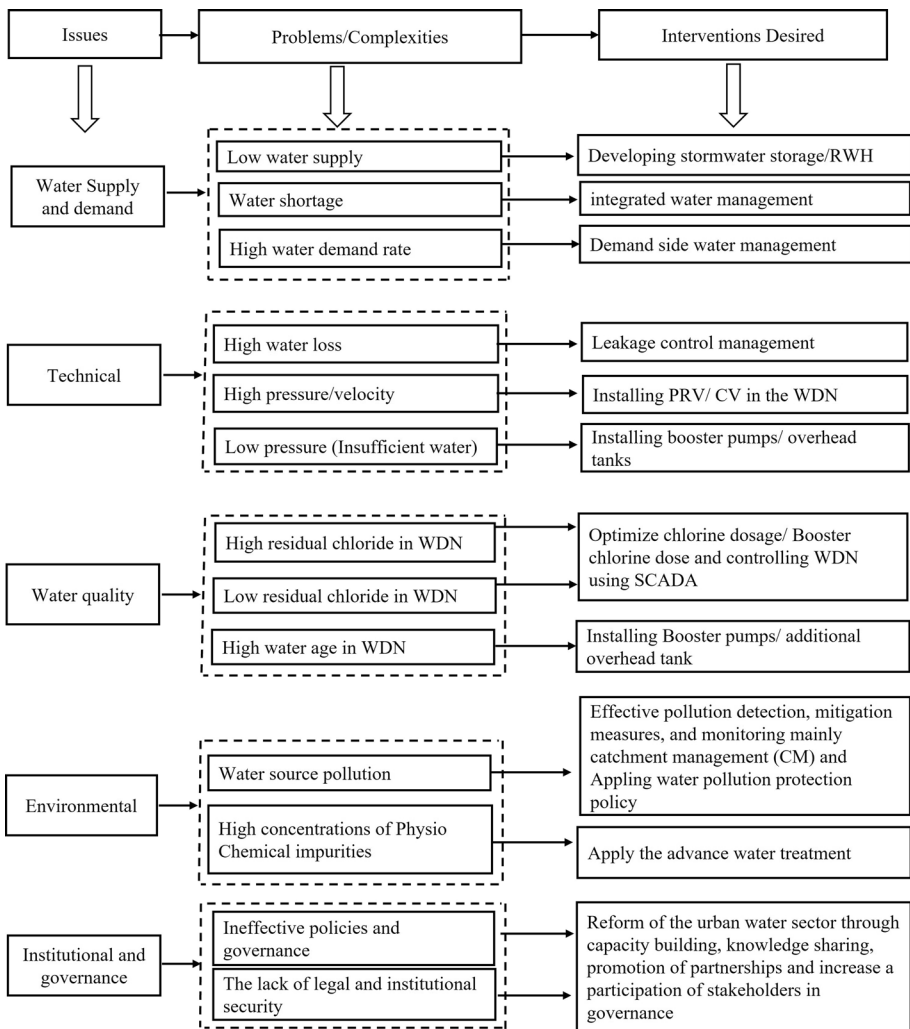 Issues
Problems/Complexities
Interventions Desired
Water Supply
and demand
Low water supply
Developing stormwater storage/RWH
Water shortage
integrated water management
High water demand rate
Demand side water management
Technical
High water loss
Leakage control management
High pressure/velocity
Installing PRV/ CV in the WDN
Low pressure (Insufficient water)
Installing booster pumps/ overhead
tanks
Water quality
High residual chloride in WDN
Low residual chloride in WDN
Optimize chlorine dosage/ Booster
chlorine dose and controlling WDN
using SCADA
High water age in WDN
Installing Booster pumps/ additional
overhead tank
Environmental
Water source pollution
Effective pollution detection, mitigation
measures, and monitoring mainly
catchment management (CM) and
Appling water pollution protection
policy
High concentrations of Physio
Chemical impurities
Apply the advance water treatment
Institutional and
governance
Ineffective policies and
governance
The lack of legal and institutional
security
Reform of the urban water sector through
capacity building, knowledge sharing,
promotion of partnerships and increase a
participation of stakeholders in
governance